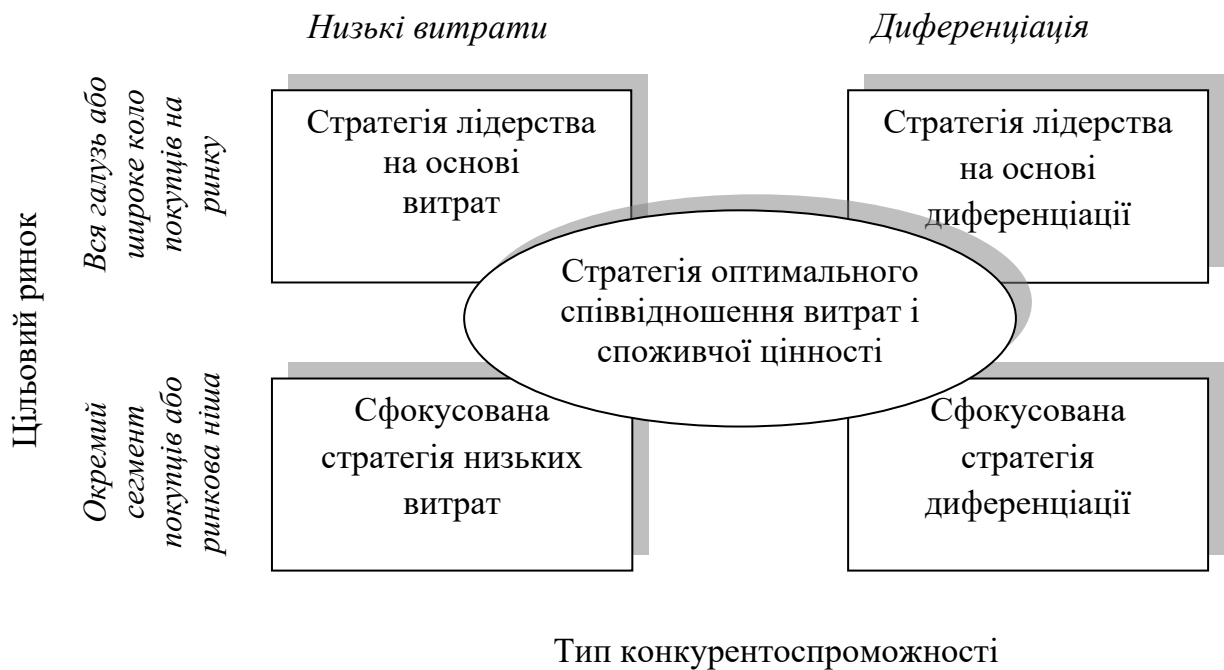 Низькі витрати
Диференціація
Цільовий ринок
Вся галузь або
широке коло
покупців на
ринку
Стратегія лідерства
на основі
витрат
Стратегія лідерства
на основі
диференціації
Стратегія оптимального
співвідношення витрат і
споживчої цінності
Окремий
сегмент
покупців або
ринкова ніша
Сфокусована
стратегія низьких
витрат
Сфокусована
стратегія
диференціації
Тип конкурентоспроможності